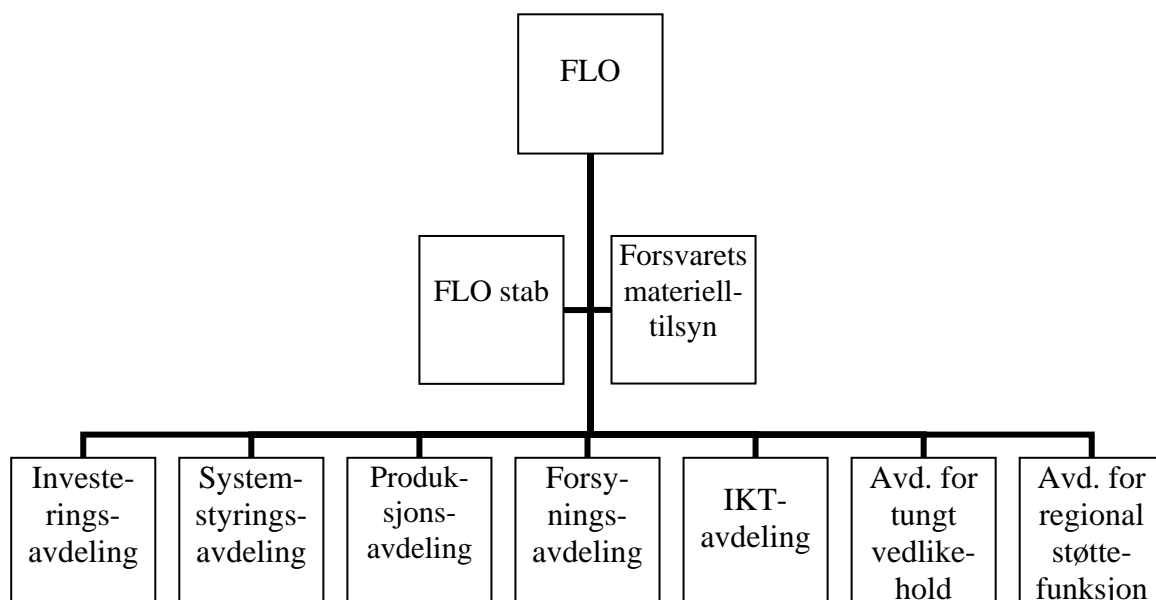 FLO
FLO stab
Forsvarets
materiell-
tilsyn
Investe-
rings-
avdeling
System-
styrings-
avdeling
Produk-
sjons-
avdeling
Forsy-
nings-
avdeling
IKT-
avdeling
Avd. for
tungt
vedlike-
hold
Avd. for
regional
støtte-
funksjon